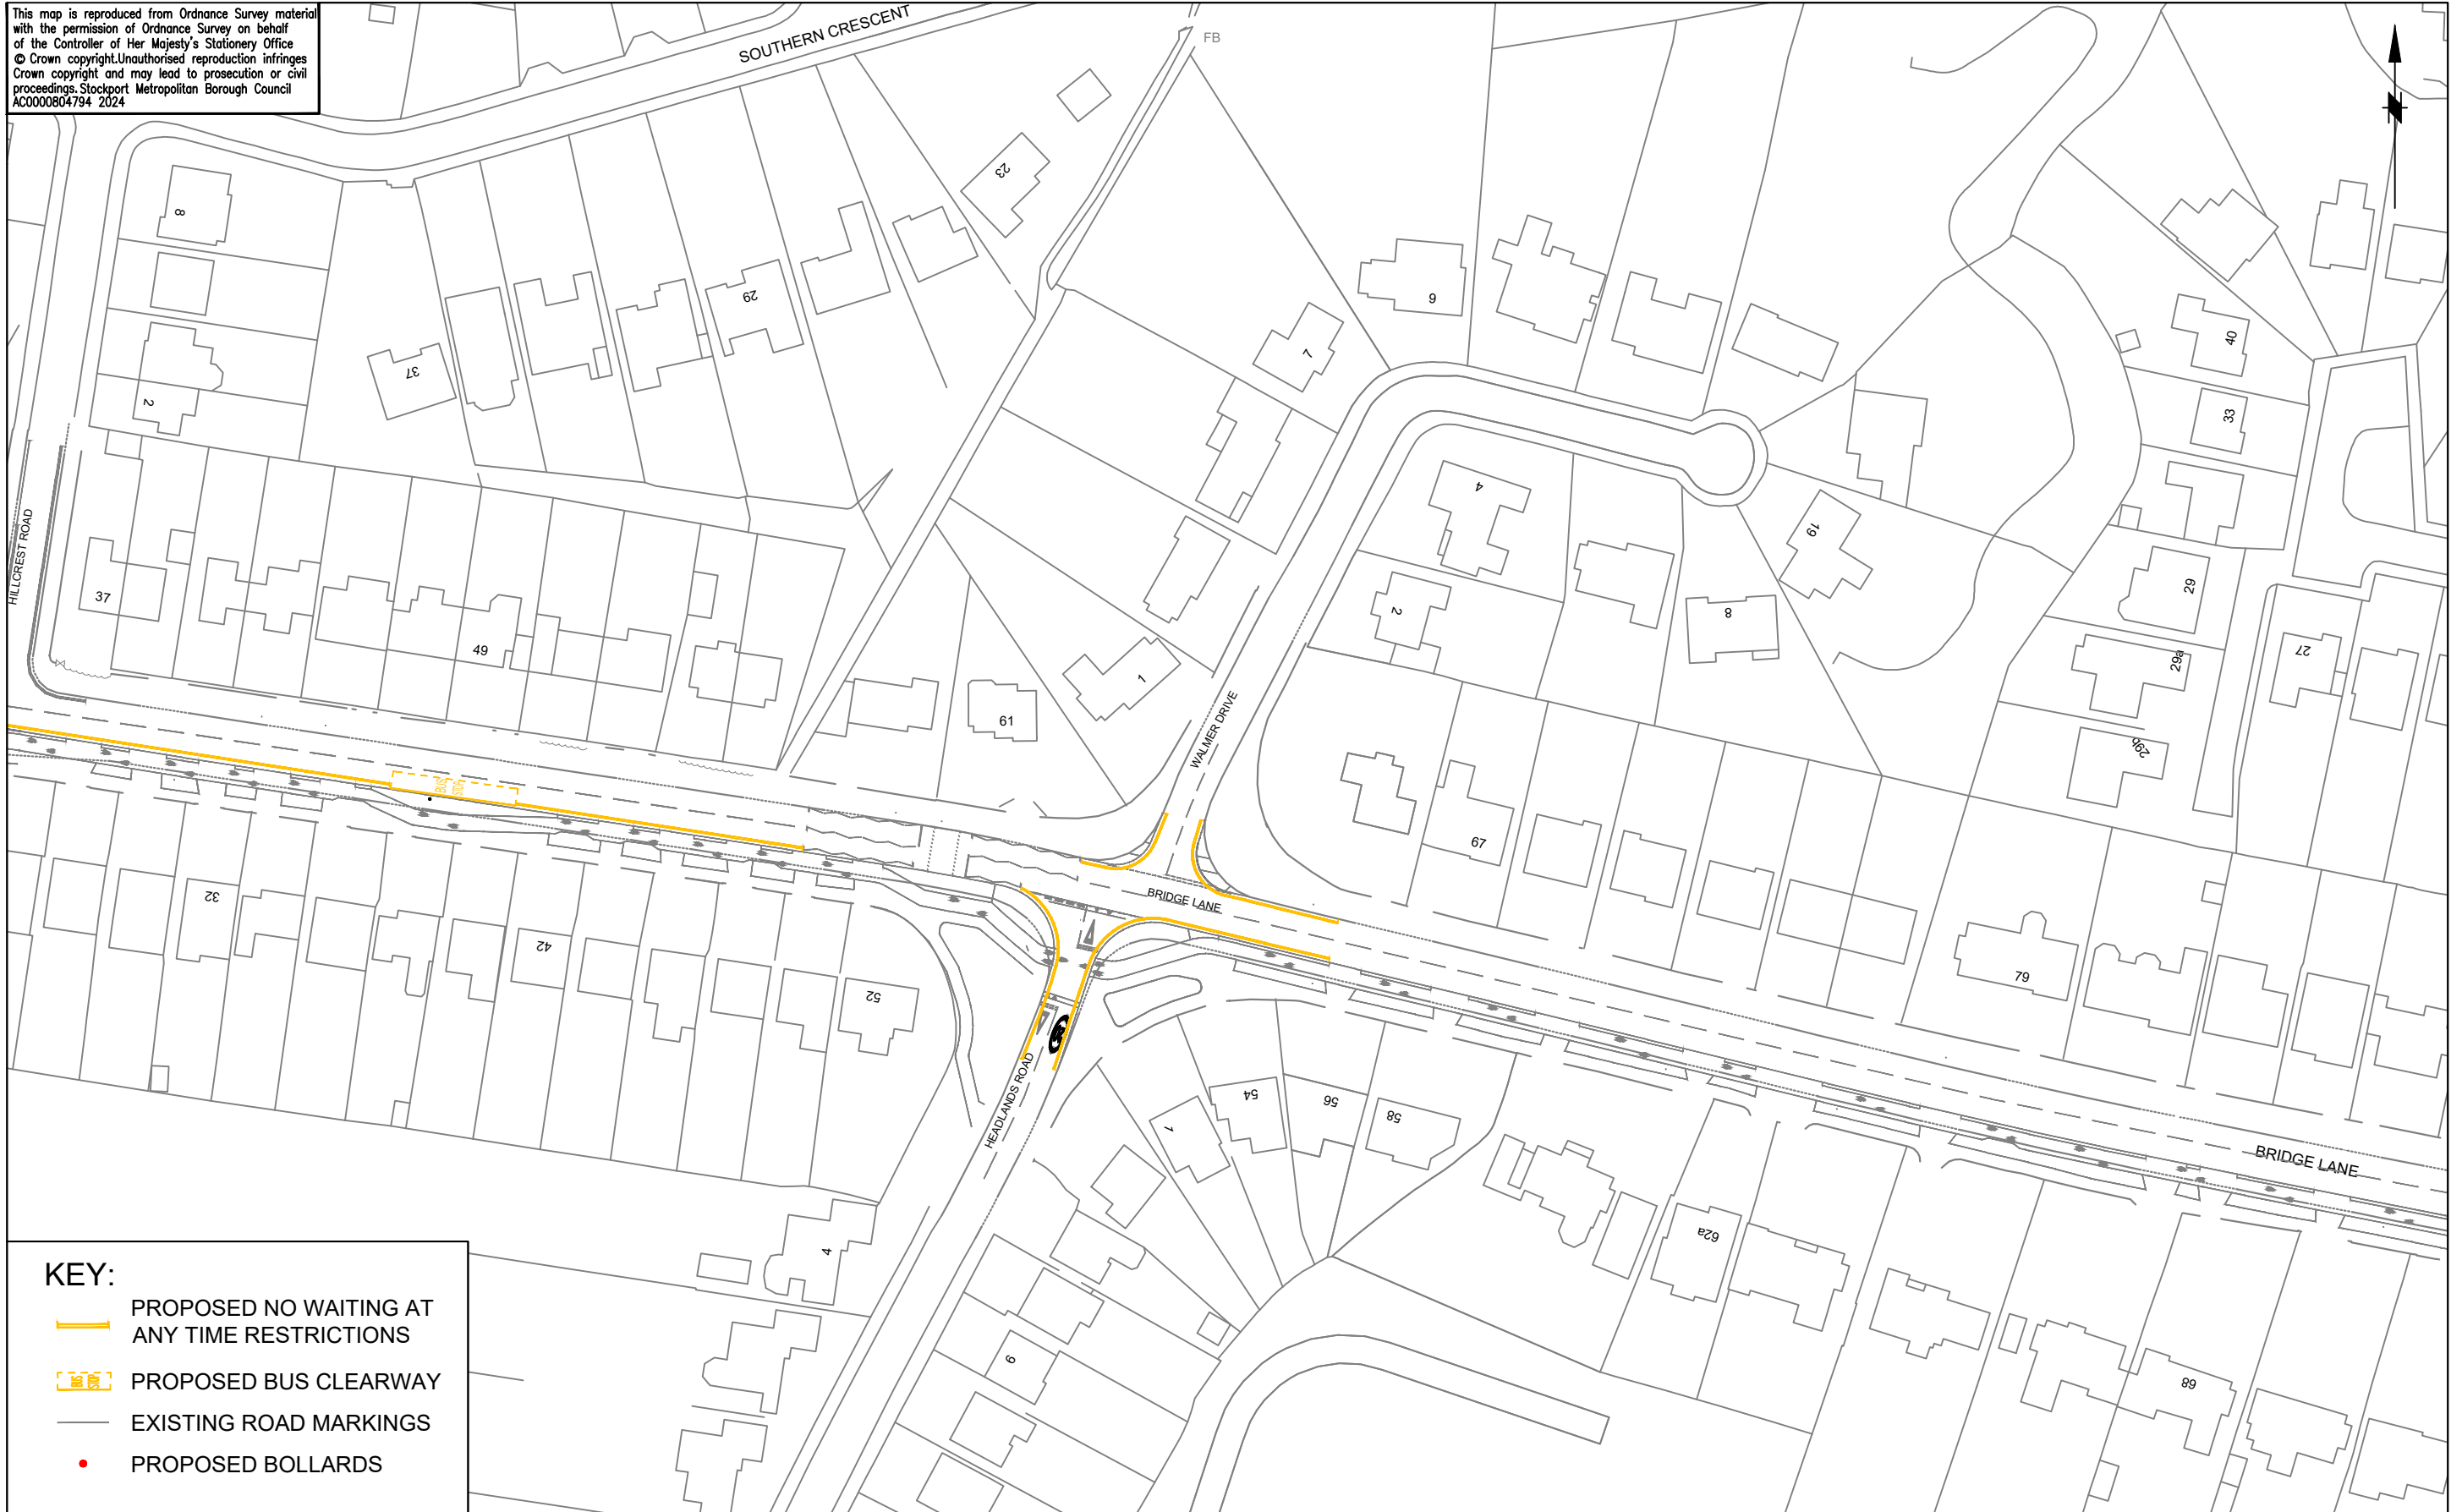 This map is reproduced from Ordnance Survey material
with the permission of Ordnance Survey on behalf
of the Controller of Her Majesty's Stationery Office
© Crown copyright.Unauthorised reproduction infringes
Crown copyright and may lead to prosecution or civil
proceedings. Stockport Metropolitan Borough Council
AC0000804794 2024
SOUTHERN CRESCENT
FB
8
23
29
6
7
37
2
40
33
4
19
HILLCREST ROAD
37
49
2
8
29
29a
27
61
1
WALMER DRIVE
29b
BUS
STOP
67
BRIDGE LANE
32
42
52
79
HEADLANDS ROAD
1
54
56
58
BRIDGE LANE
62a
4
9
68
KEY:
PROPOSED NO WAITING AT
ANY TIME RESTRICTIONS
BUS
STOP
PROPOSED BUS CLEARWAY
EXISTING ROAD MARKINGS
PROPOSED BOLLARDS